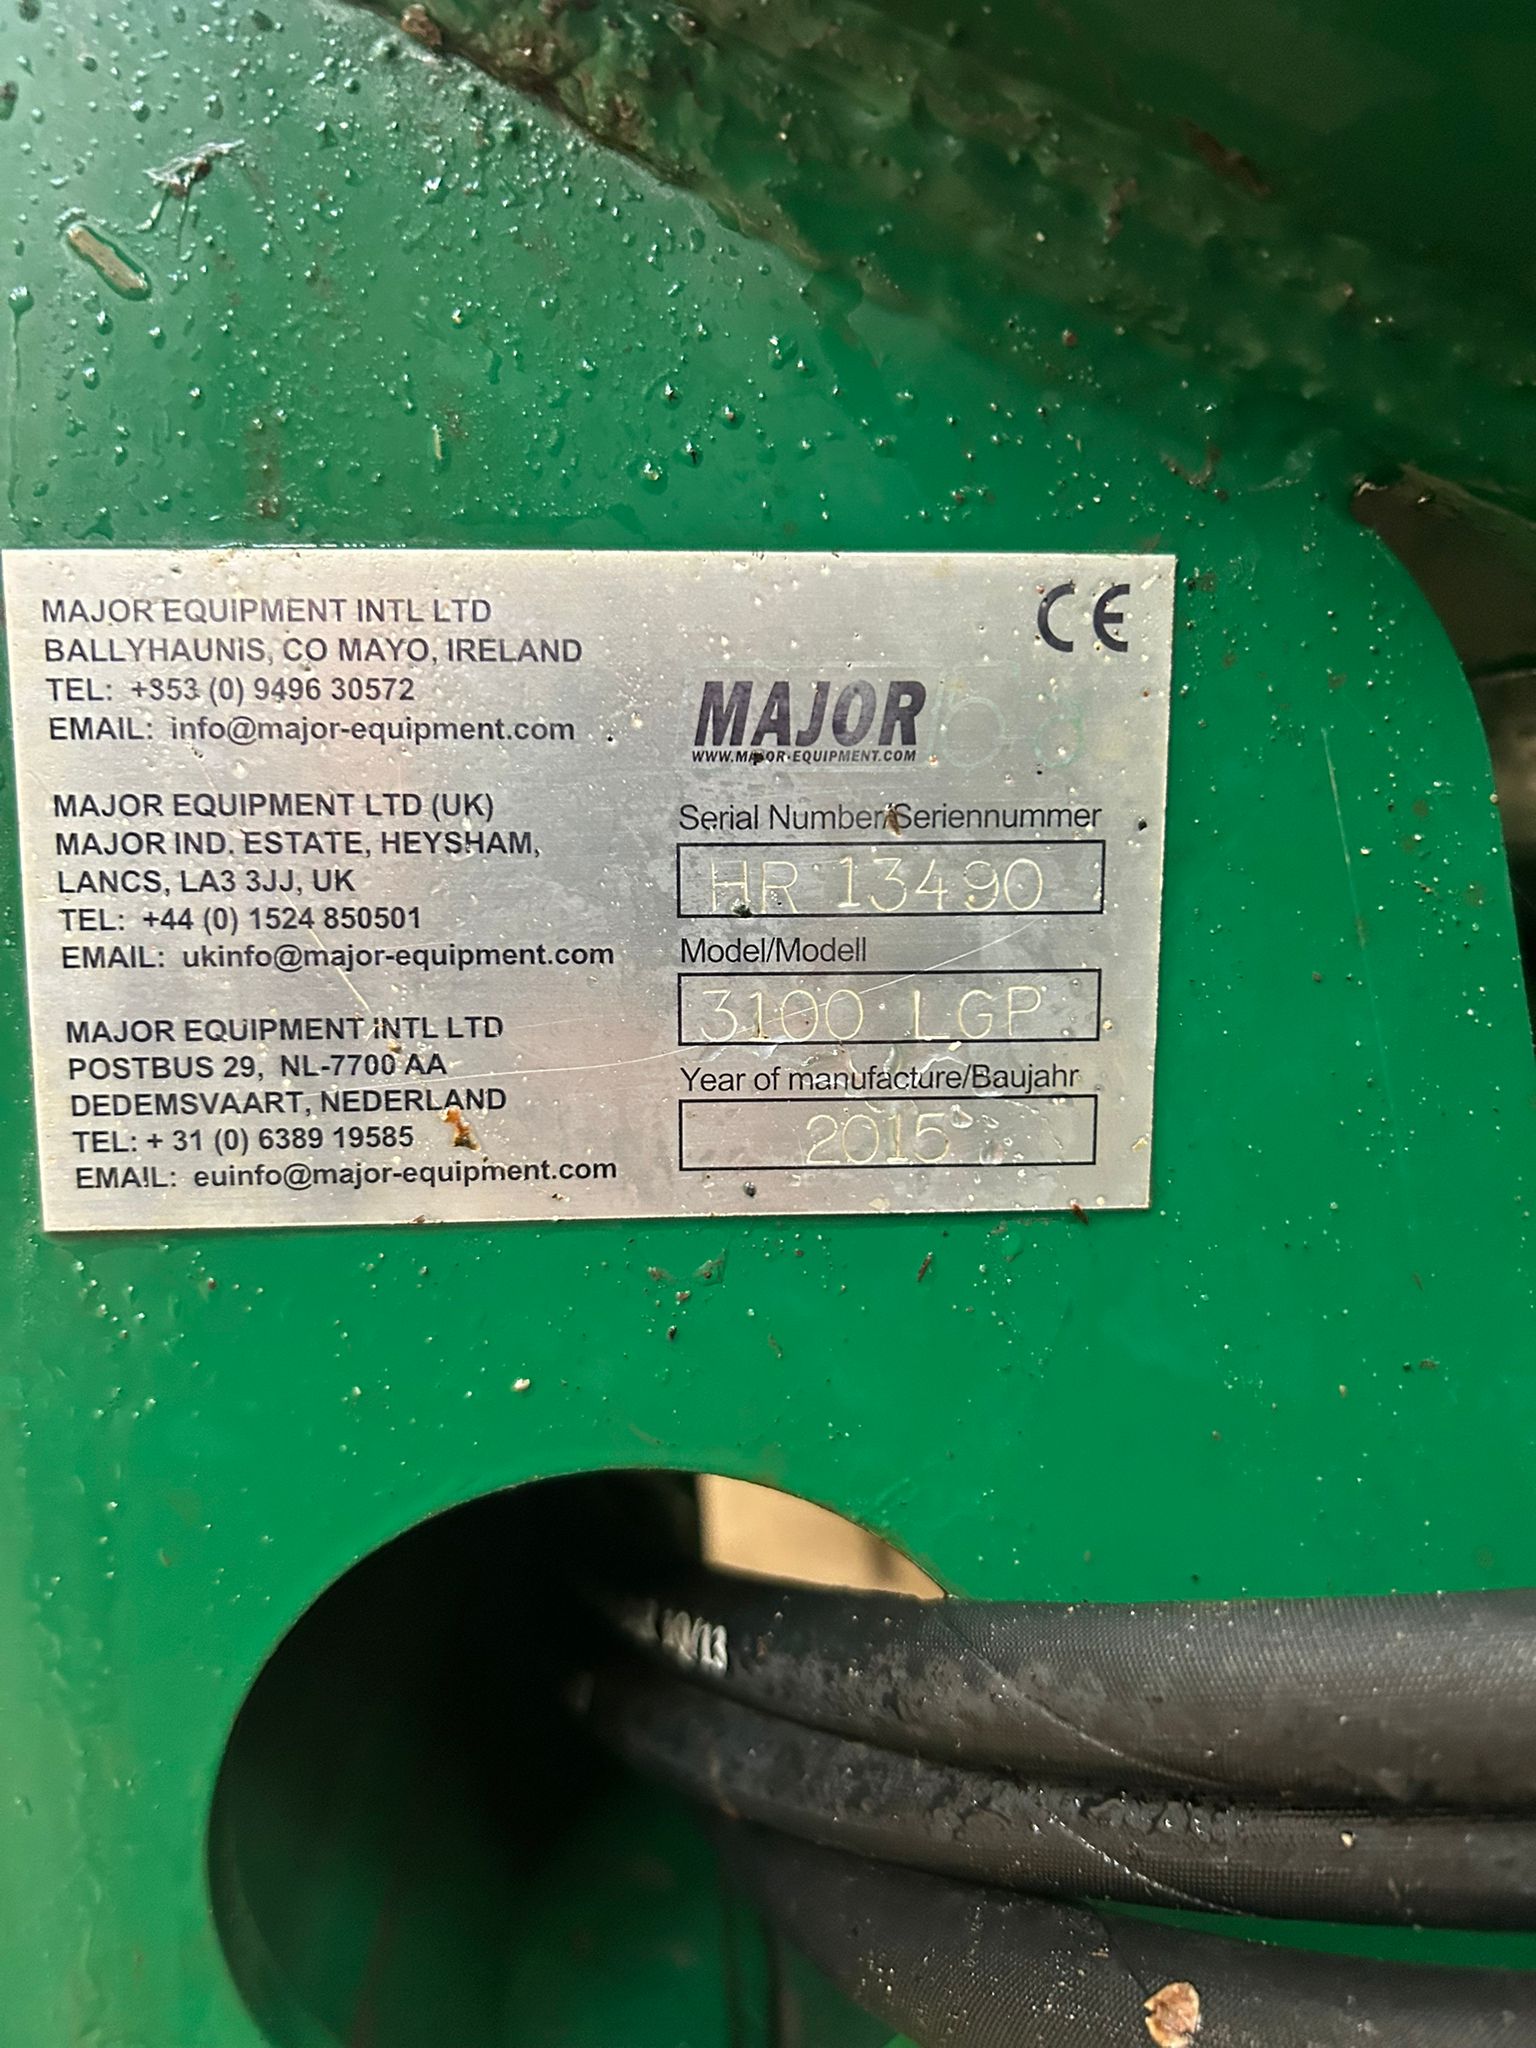 MAJOR EQUIPMENT INTL LTD
BALLYHAUNIS, CO MAYO, IRELAND
TEL: +353 (0) 9496 30572
EMAIL: info@major-equipment.com
MAJOR EQUIPMENT LTD (UK)
MAJOR IND. ESTATE, HEYSHAM,
LANCS, LA3 3JJ, UK
TEL: +44 (0) 1524 850501
EMAIL: ukinfo@major-equipment.com
MAJOR EQUIPMENT INTL LTD
POSTBUS 29, NL-7700 AA
DEDEMSVAART, NEDERLAND
TEL: + 31 (0) 6389 19585
EMAIL: euinfo@major-equipment.com
CE
MAJOR
WWW.MAJOR-EQUIPMENT.COM
Serial Number/Seriennummer
HR 13490
Model/Modell
3100 LGP
Year of manufacture/Baujahr
2015